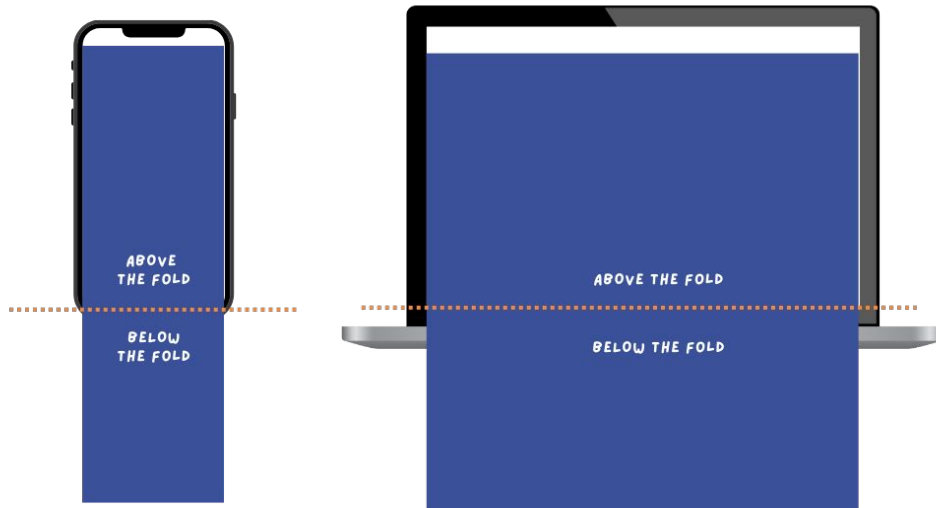 ABOVE
THE FOLD
BELOW
THE FOLD
ABOVE THE FOLD
BELOW THE FOLD